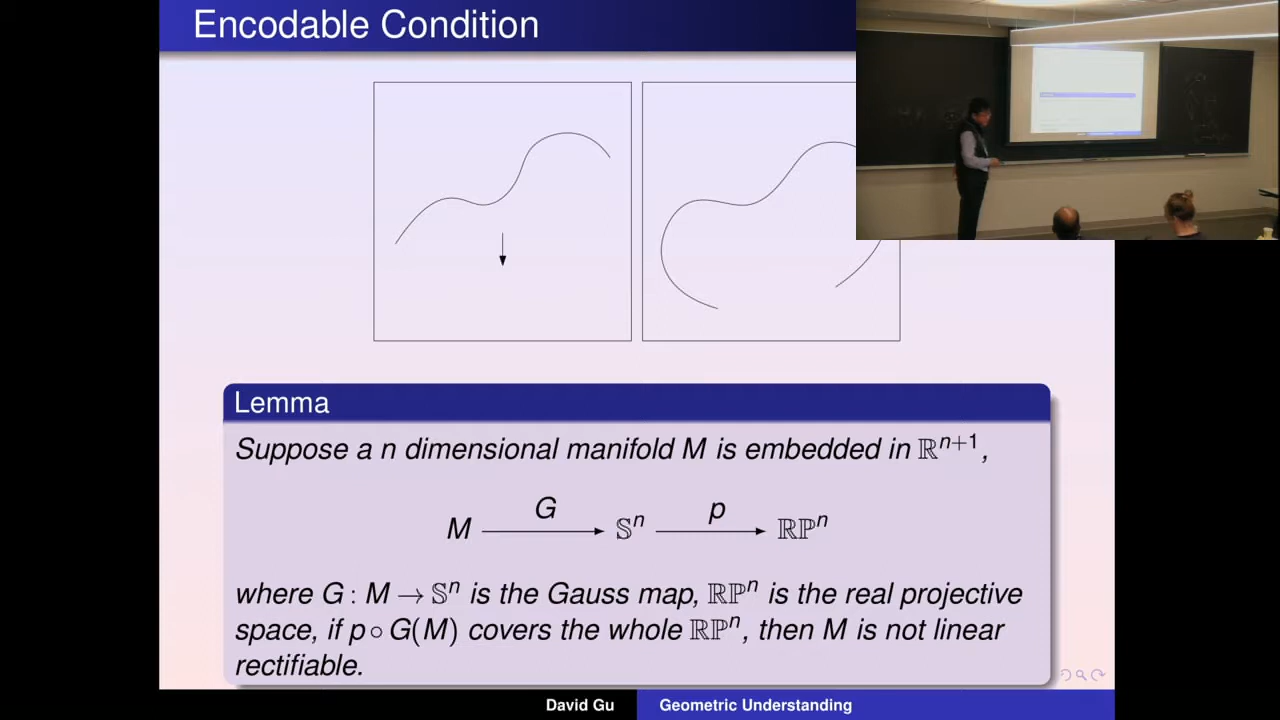 Encodable Condition
Lemma
Suppose a n dimensional manifold M is embedded in ℝⁿ⁺¹,
M —G→ 𝕊ⁿ —p→ ℝℙⁿ
where G : M → 𝕊ⁿ is the Gauss map, ℝℙⁿ is the real projective
space, if p ∘ G(M) covers the whole ℝℙⁿ, then M is not linear
rectifiable.
David Gu Geometric Understanding